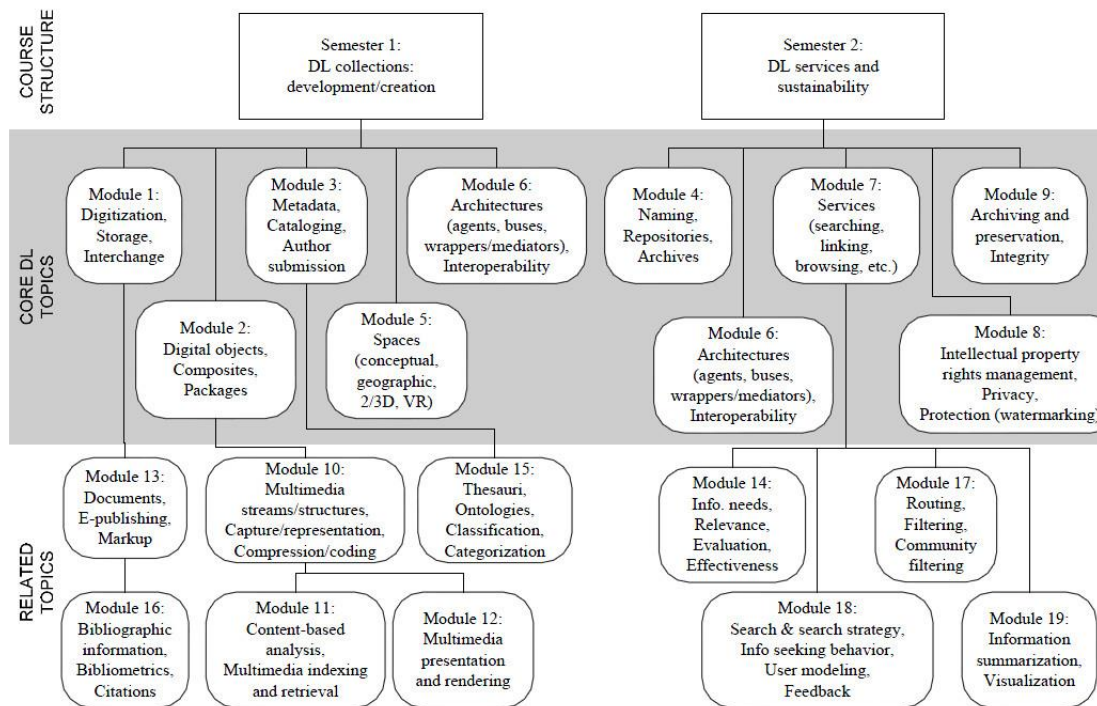 COURSE
STRUCTURE
Semester 1:
DL collections:
development/creation
Semester 2:
DL services and
sustainability
CORE DL
TOPICS
Module 1:
Digitization,
Storage,
Interchange
Module 3:
Metadata,
Cataloging,
Author
submission
Module 6:
Architectures
(agents, buses,
wrappers/mediators),
Interoperability
Module 4:
Naming,
Repositories,
Archives
Module 7:
Services
(searching,
linking,
browsing, etc.)
Module 9:
Archiving and
preservation,
Integrity
Module 2:
Digital objects,
Composites,
Packages
Module 5:
Spaces
(conceptual,
geographic,
2/3D, VR)
Module 6:
Architectures
(agents, buses,
wrappers/mediators),
Interoperability
Module 8:
Intellectual property
rights management,
Privacy,
Protection (watermarking)
RELATED
TOPICS
Module 13:
Documents,
E-publishing,
Markup
Module 10:
Multimedia
streams/structures,
Capture/representation,
Compression/coding
Module 15:
Thesauri,
Ontologies,
Classification,
Categorization
Module 14:
Info. needs,
Relevance,
Evaluation,
Effectiveness
Module 17:
Routing,
Filtering,
Community
filtering
Module 16:
Bibliographic
information,
Bibliometrics,
Citations
Module 11:
Content-based
analysis,
Multimedia indexing
and retrieval
Module 12:
Multimedia
presentation
and rendering
Module 18:
Search & search strategy,
Info seeking behavior,
User modeling,
Feedback
Module 19:
Information
summarization,
Visualization